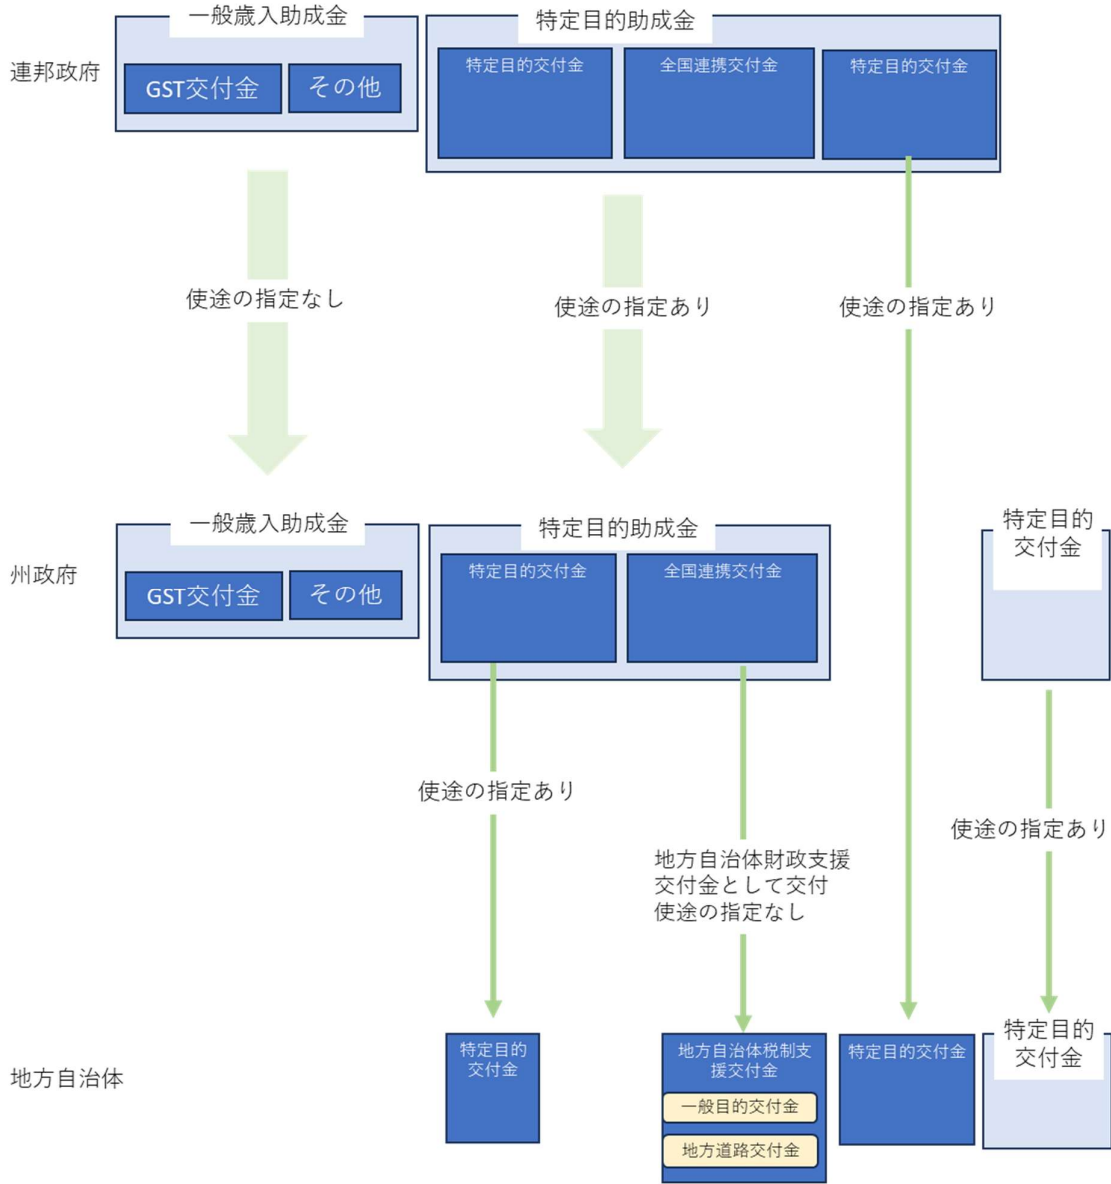 一般歳入助成金
特定目的助成金
連邦政府
GST交付金
その他
特定目的交付金
全国連携交付金
特定目的交付金
使途の指定なし
使途の指定あり
使途の指定あり
一般歳入助成金
特定目的助成金
特定目的
交付金
州政府
GST交付金
その他
特定目的交付金
全国連携交付金
使途の指定あり
地方自治体財政支援
交付金として交付
使途の指定なし
使途の指定あり
地方自治体
特定目的
交付金
地方自治体税制支
援交付金
一般目的交付金
地方道路交付金
特定目的交付金
特定目的
交付金